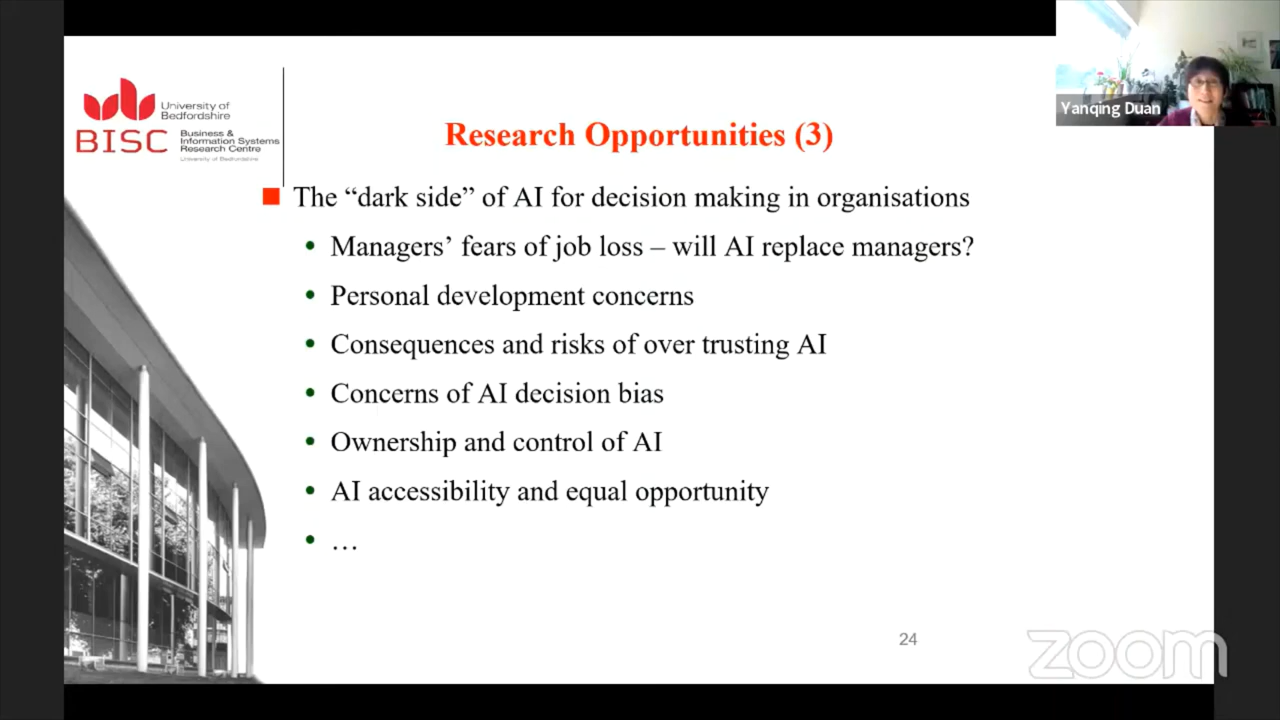 University of
Bedfordshire
BISC
Business &
Information Systems
Research Centre
University of Bedfordshire
Yanqing Duan
Research Opportunities (3)
The “dark side” of AI for decision making in organisations
• Managers’ fears of job loss – will AI replace managers?
• Personal development concerns
• Consequences and risks of over trusting AI
• Concerns of AI decision bias
• Ownership and control of AI
• AI accessibility and equal opportunity
• …
24
zoom